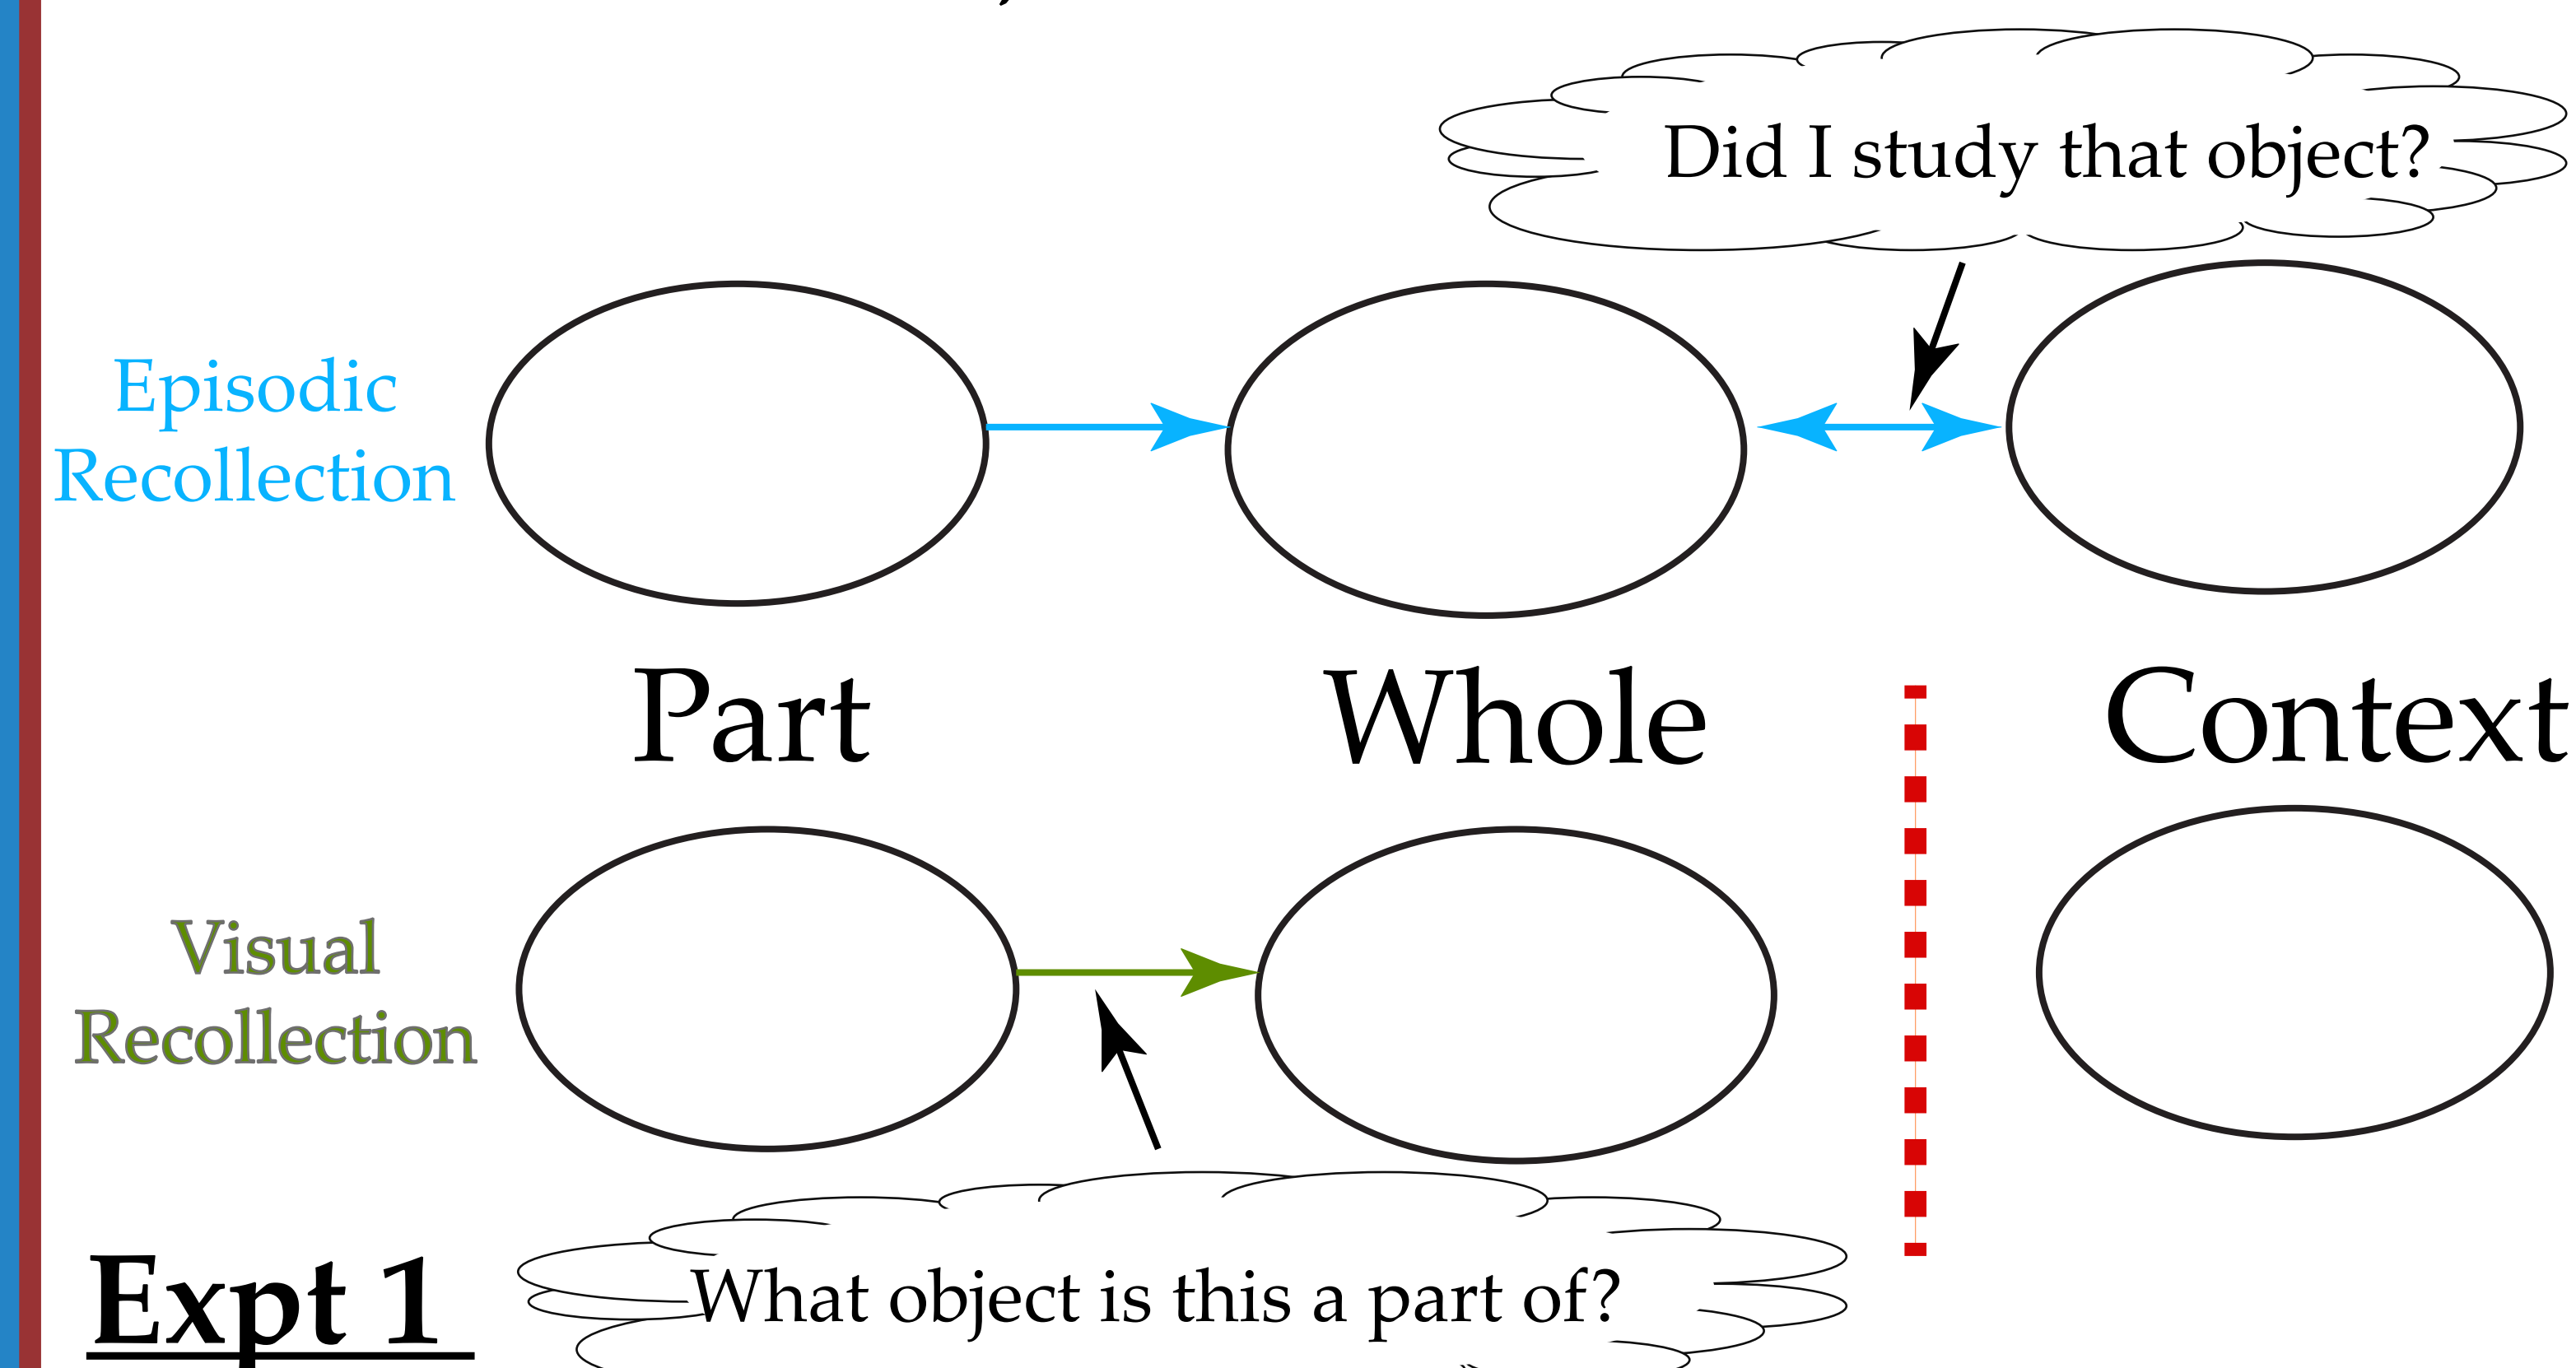 Did I study that object?
Episodic
Recollection
Part
Whole
Context
Visual
Recollection
Expt 1
What object is this a part of?